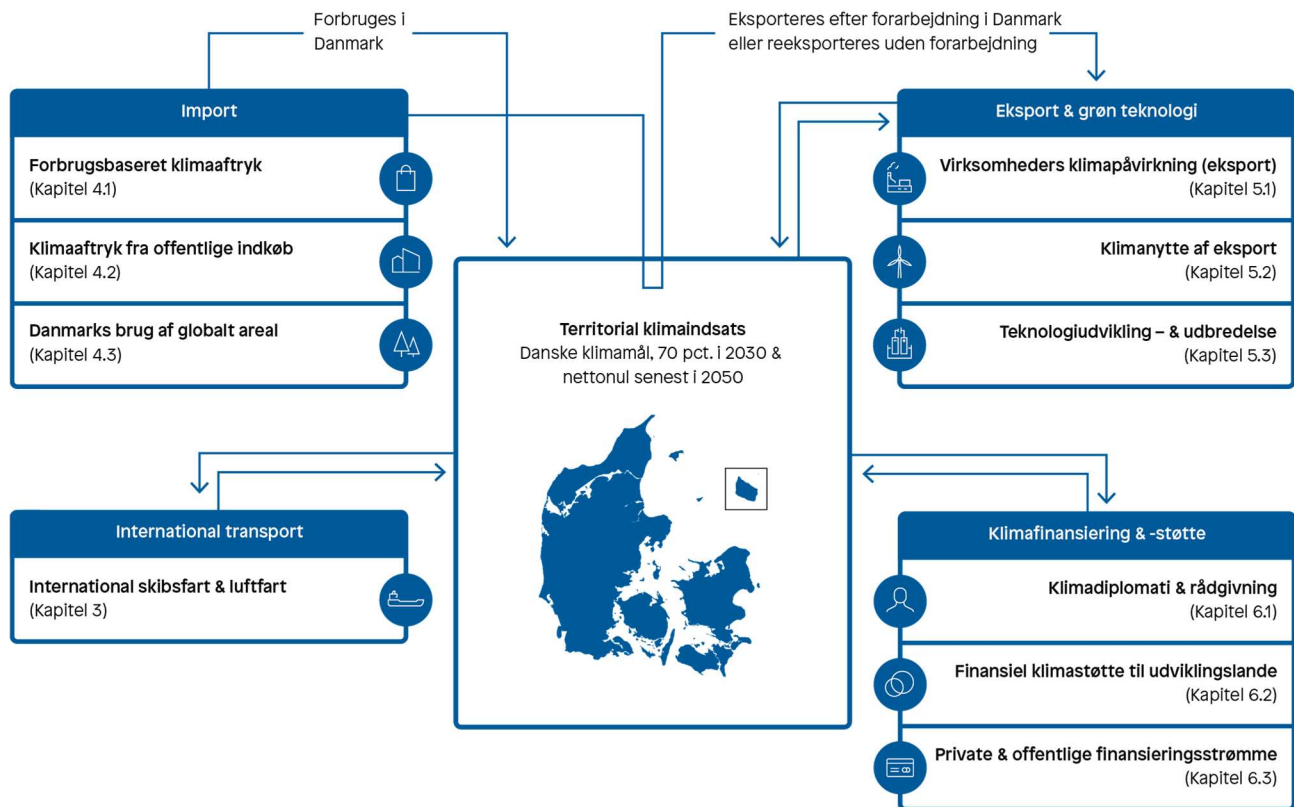 Forbruges i
Danmark
Eksporteres efter forarbejdning i Danmark
eller reeksporteres uden forarbejdning
Import
Forbrugsbaseret klimaaftryk
(Kapitel 4.1)
Klimaaftryk fra offentlige indkøb
(Kapitel 4.2)
Danmarks brug af globalt areal
(Kapitel 4.3)
Eksport & grøn teknologi
Virksomheders klimapåvirkning (eksport)
(Kapitel 5.1)
Klimanytte af eksport
(Kapitel 5.2)
Teknologiudvikling – & udbredelse
(Kapitel 5.3)
Territorial klimaindsats
Danske klimamål, 70 pct. i 2030 &
nettonul senest i 2050
International transport
International skibsfart & luftfart
(Kapitel 3)
Klimafinansiering & -støtte
Klimadiplomati & rådgivning
(Kapitel 6.1)
Finansiel klimastøtte til udviklingslande
(Kapitel 6.2)
Private & offentlige finansieringsstrømme
(Kapitel 6.3)